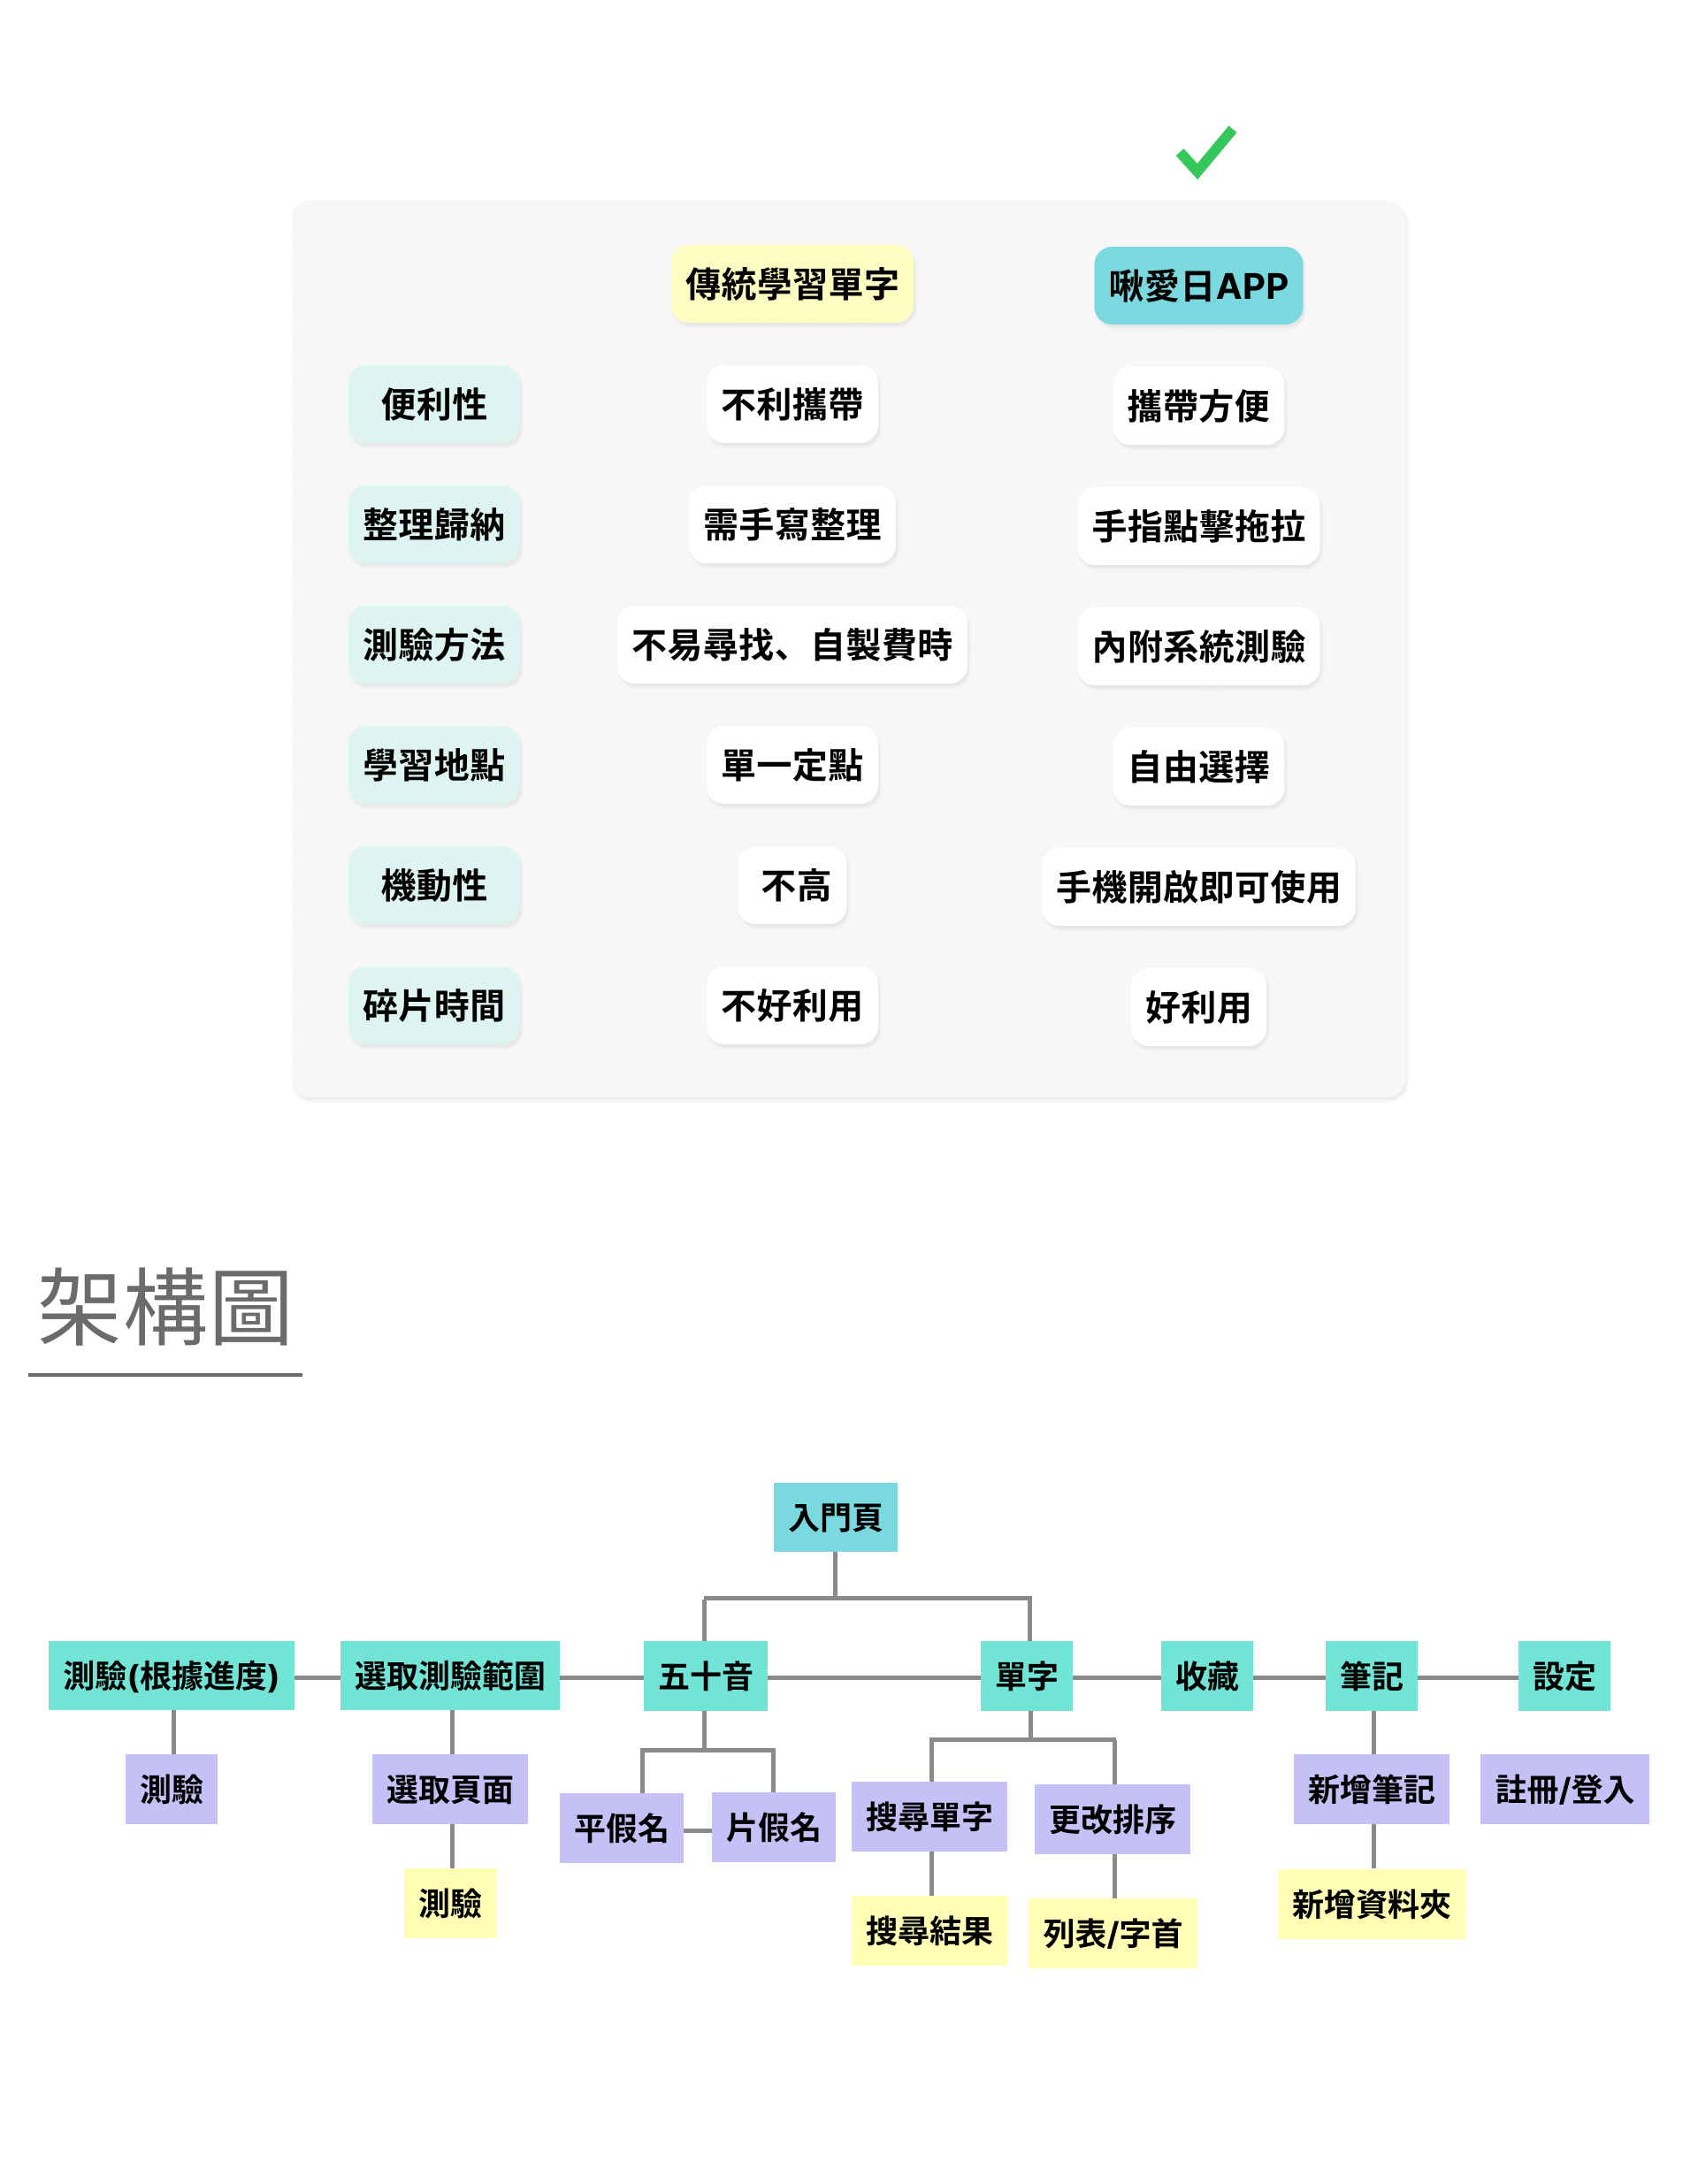 傳統學習單字
啾愛日APP
便利性
不利攜帶
攜帶方便
整理歸納
需手寫整理
手指點擊拖拉
測驗方法
不易尋找、自製費時
內附系統測驗
學習地點
單一定點
自由選擇
機動性
不高
手機開啟即可使用
碎片時間
不好利用
好利用
架構圖
入門頁
測驗(根據進度)
選取測驗範圍
五十音
單字
收藏
筆記
設定
測驗
選取頁面
平假名
片假名
搜尋單字
更改排序
新增筆記
註冊/登入
測驗
搜尋結果
列表/字首
新增資料夾